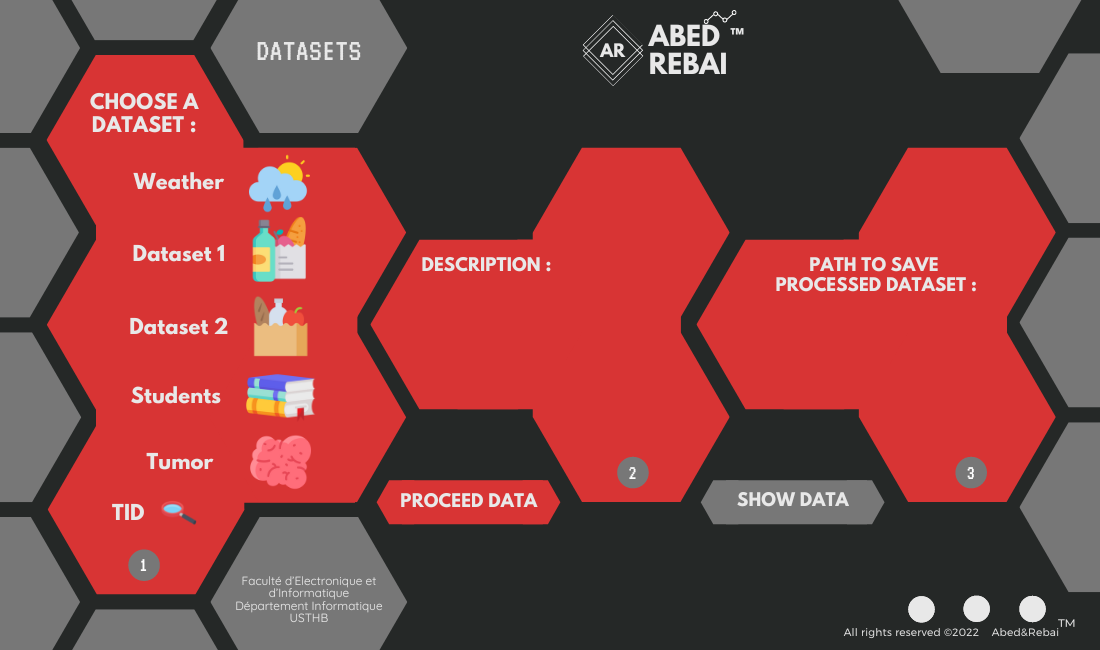 DATASETS
AR
ABED ™
REBAI
CHOOSE A
DATASET :
Weather
Dataset 1
Dataset 2
Students
Tumor
TID
1
DESCRIPTION :
2
PATH TO SAVE
PROCESSED DATASET :
3
PROCEED DATA
SHOW DATA
Faculté d'Electronique et
d'Informatique
Département Informatique
USTHB
All rights reserved ©2022 Abed&Rebai ™